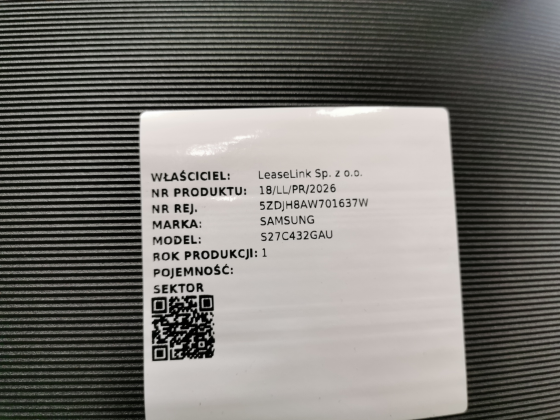 WŁAŚCICIEL: LeaseLink Sp. z o.o.
NR PRODUKTU: 18/LL/PR/2026
NR REJ. 5ZDJH8AW701637W
MARKA: SAMSUNG
MODEL: S27C432GAU
ROK PRODUKCJI: 1
POJEMNOŚĆ:
SEKTOR